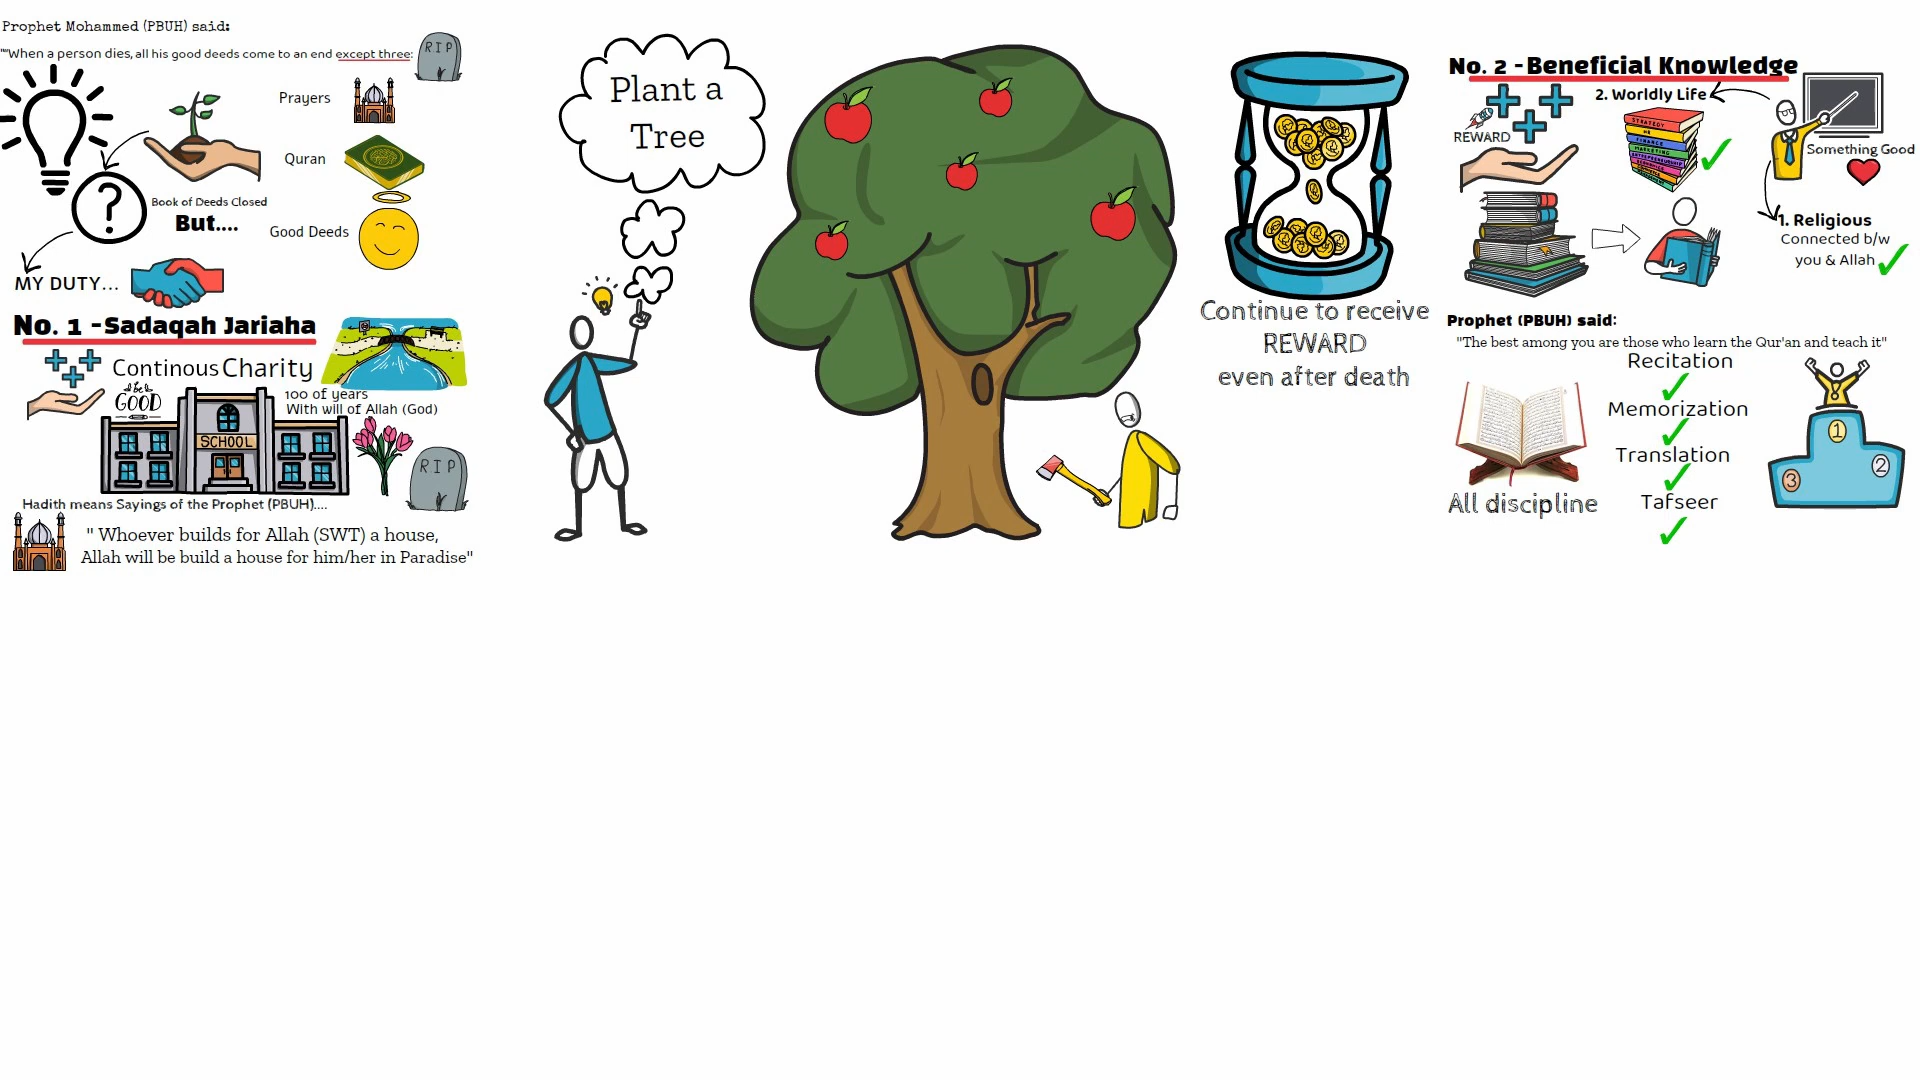 Prophet Mohammed (PBUH) said:
""When a person dies, all his good deeds come to an end except three:
RIP
Prayers
Quran
Book of Deeds Closed
But....
Good Deeds
?
MY DUTY...
No. 1 - Sadaqah Jariaha
Continous Charity
be
GOOD
100 of years
With will of Allah (God)
SCHOOL
RIP
Hadith means Sayings of the Prophet (PBUH)....
" Whoever builds for Allah (SWT) a house,
Allah will be build a house for him/her in Paradise"
Plant a
Tree
Continue to receive
REWARD
even after death
No. 2 - Beneficial Knowledge
2. Worldly Life
REWARD
STRATEGY
HR
FINANCE
MARKETING
ENTREPRENEURSHIP
Something Good
1. Religious
Connected b/w
you & Allah
Prophet (PBUH) said:
"The best among you are those who learn the Qur'an and teach it"
Recitation
Memorization
Translation
Tafseer
All discipline
1
2
3